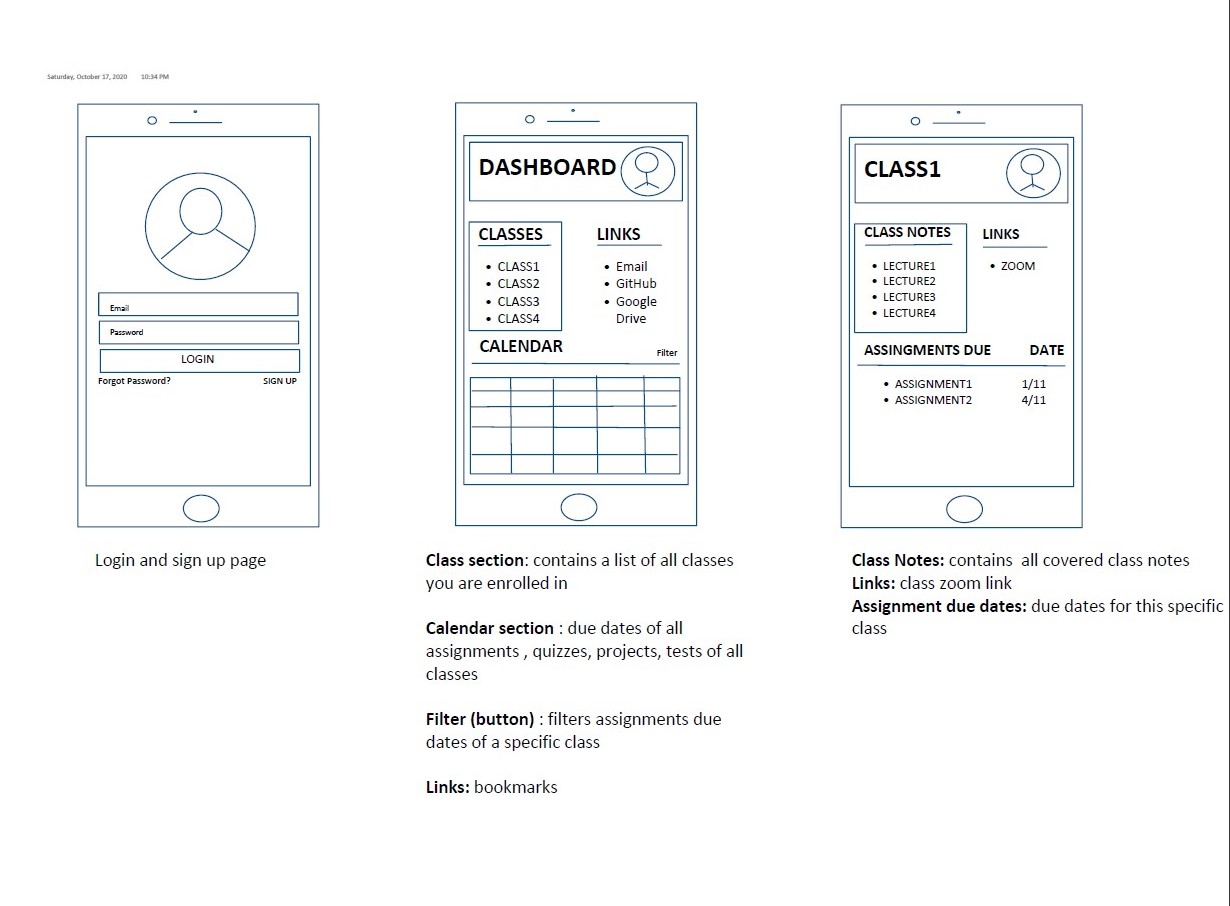 Saturday, October 17, 2020 10:34 PM
Email
Password
LOGIN
Forgot Password? SIGN UP
Login and sign up page
DASHBOARD
CLASSES
CLASS1
CLASS2
CLASS3
CLASS4
LINKS
Email
GitHub
Google
Drive
CALENDAR
Filter
Class section: contains a list of all classes
you are enrolled in
Calendar section : due dates of all
assignments , quizzes, projects, tests of all
classes
Filter (button) : filters assignments due
dates of a specific class
Links: bookmarks
CLASS1
CLASS NOTES
LECTURE1
LECTURE2
LECTURE3
LECTURE4
LINKS
ZOOM
ASSINGMENTS DUE DATE
ASSIGNMENT1 1/11
ASSIGNMENT2 4/11
Class Notes: contains all covered class notes
Links: class zoom link
Assignment due dates: due dates for this specific
class